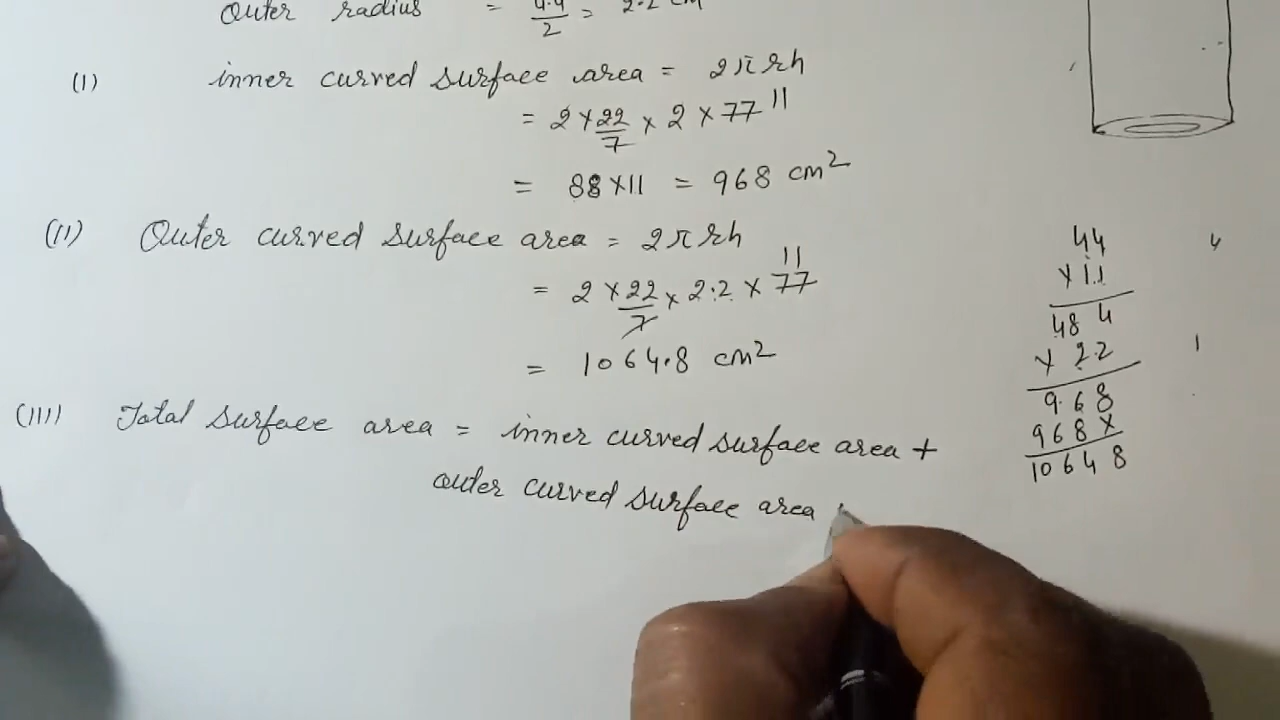 Outer radius = 4.4/2 = 2.2 cm
(I) inner curved surface area = 2πrh
= 2 × 22/7 × 2 × 77 11
= 88 × 11 = 968 cm²
(II) Outer curved surface area = 2πrh
= 2 × 22/7 × 2.2 × 77 11
= 1064.8 cm²
(III) Total surface area = inner curved surface area +
outer curved surface area
44
× 11
484
× 22
968
968×
10648